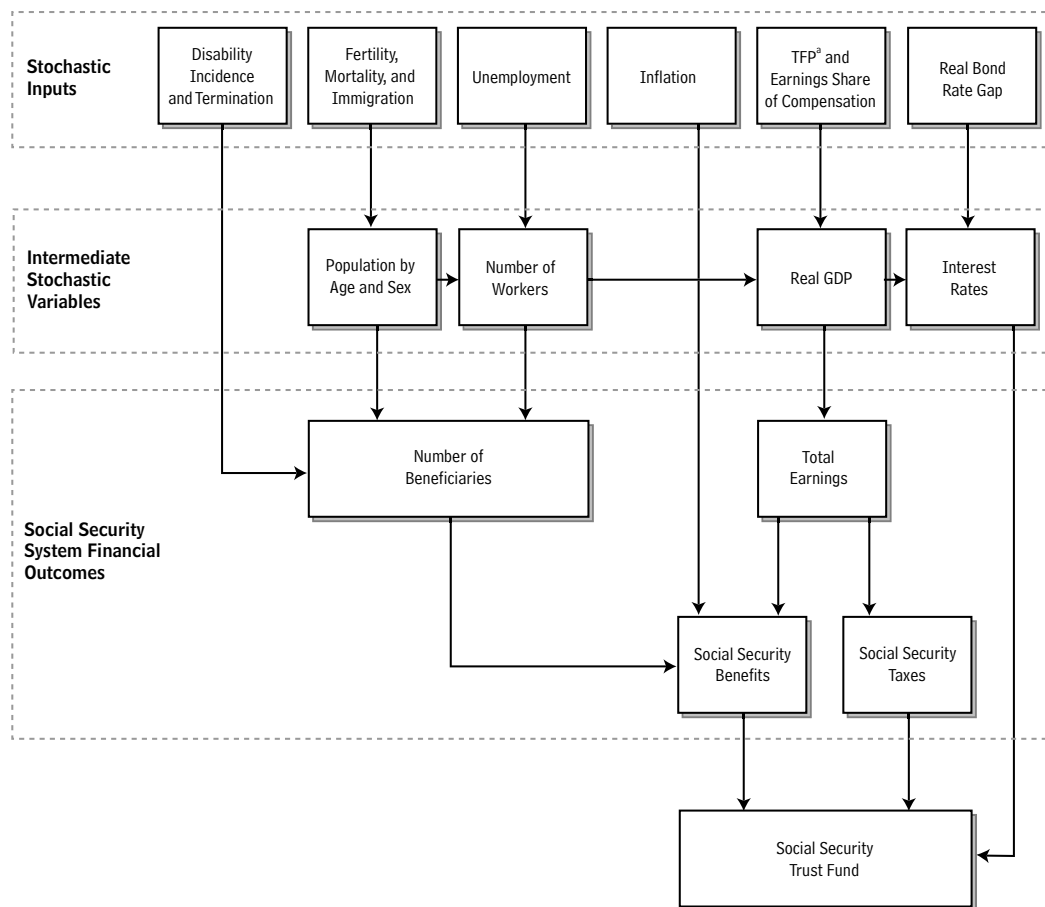 Stochastic
Inputs
Disability
Incidence
and Termination
Fertility,
Mortality, and
Immigration
Unemployment
Inflation
TFPᵃ and
Earnings Share
of Compensation
Real Bond
Rate Gap
Intermediate
Stochastic
Variables
Population by
Age and Sex
Number of
Workers
Real GDP
Interest
Rates
Social Security
System Financial
Outcomes
Number of
Beneficiaries
Total
Earnings
Social Security
Benefits
Social Security
Taxes
Social Security
Trust Fund